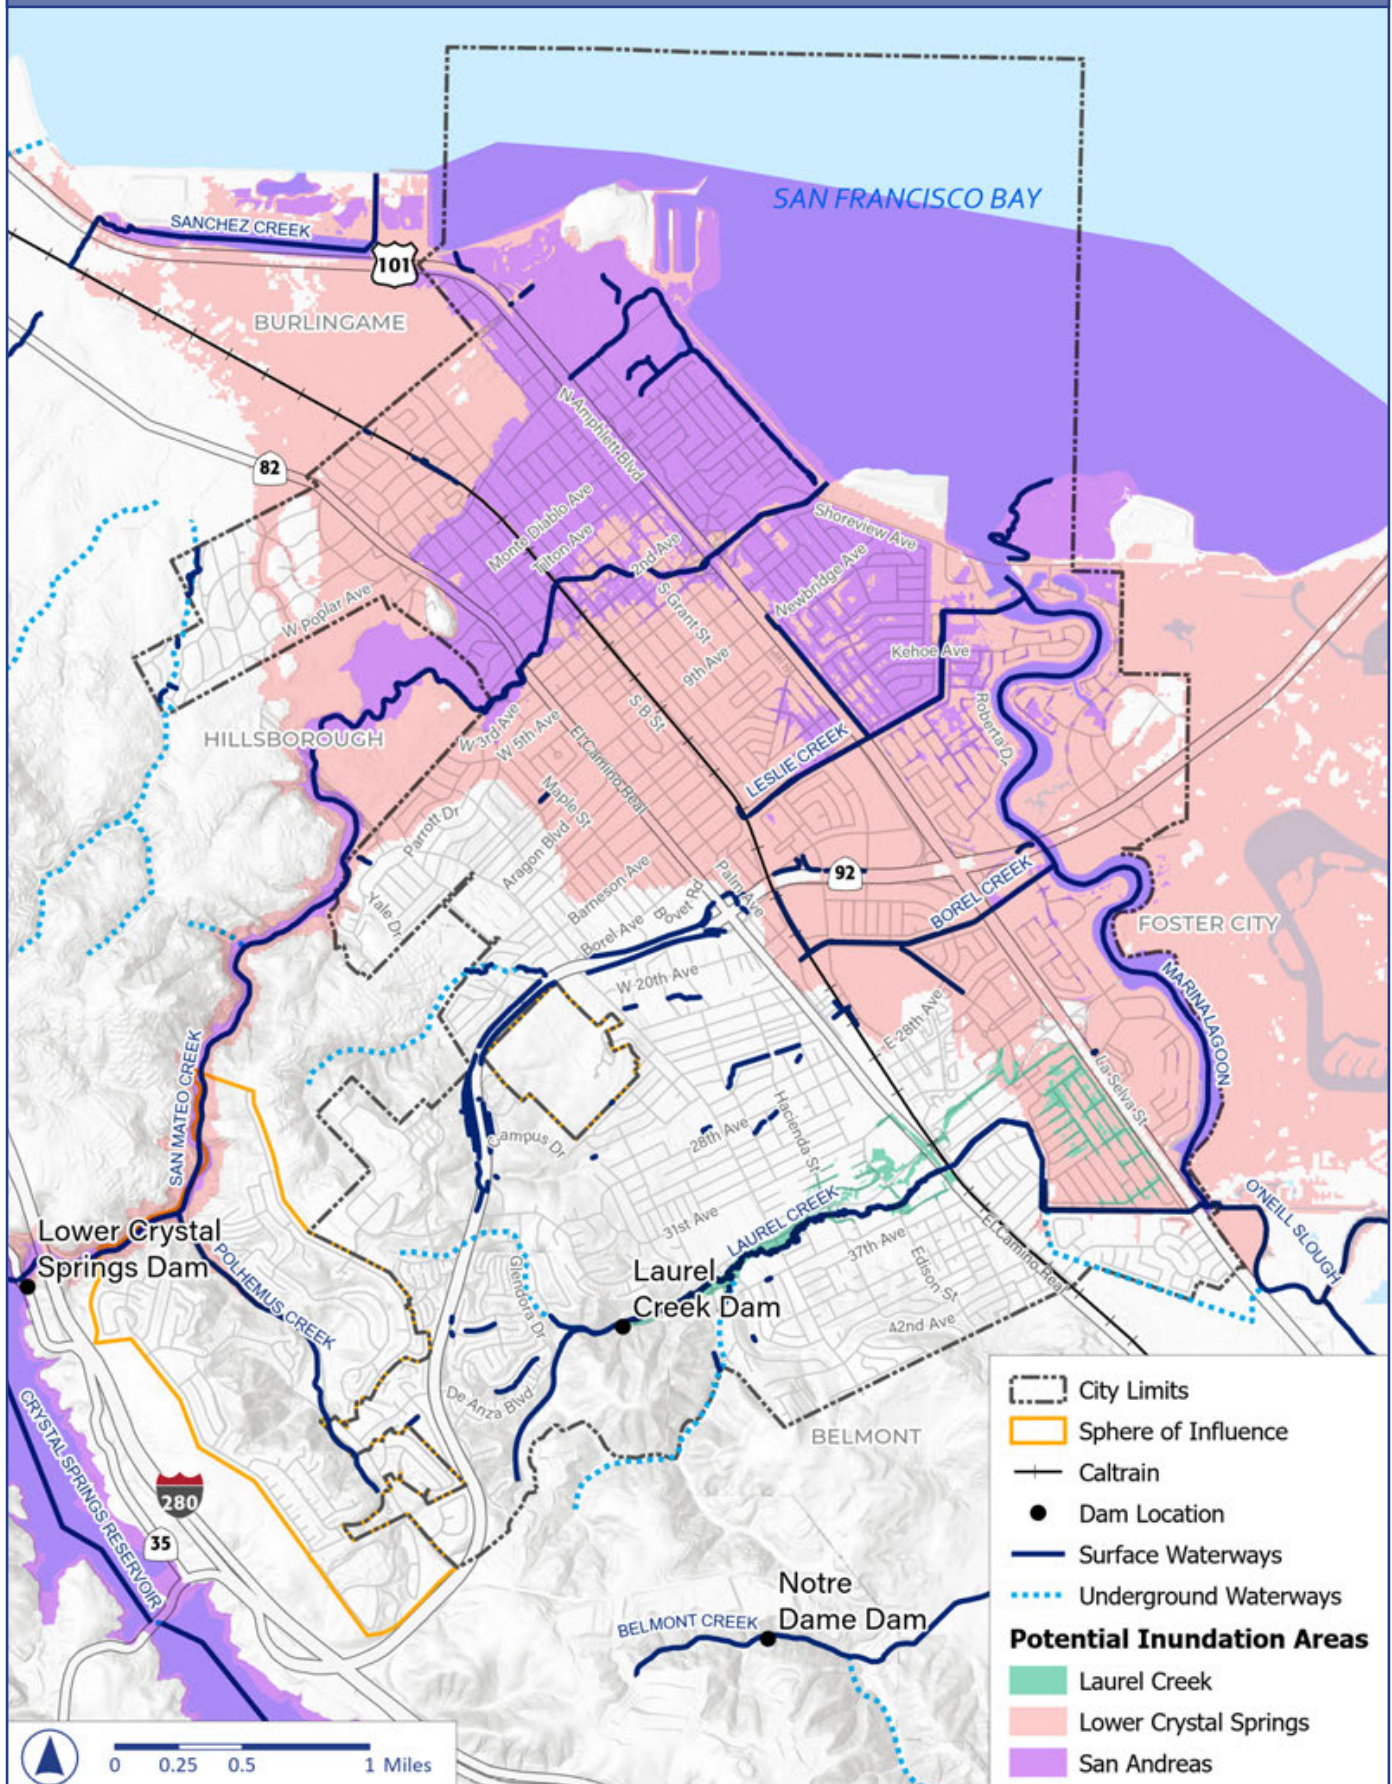 SAN FRANCISCO BAY
SANCHEZ CREEK
101
BURLINGAME
N Amphlett Blvd
82
Monte Diablo Ave
Tilton Ave
2nd Ave
Shoreview Ave
Newbridge Ave
S Grant St
W Poplar Ave
9th Ave
Kehoe Ave
S B St
Roberta Dr
HILLSBOROUGH
W 3rd Ave
W 5th Ave
El Camino Real
LESLIE CREEK
Maple St
Parrott Dr
Aragon Blvd
92
Palm Ave
Barneson Ave
Bovet Rd
BOREL CREEK
Yale Dr
Borel Ave
FOSTER CITY
W 20th Ave
MARINA LAGOON
E 28th Ave
SAN MATEO CREEK
La Selva St
Hacienda St
28th Ave
Campus Dr
31st Ave
LAUREL CREEK
O'NEILL SLOUGH
37th Ave
El Camino Real
Edison St
Lower Crystal
Springs Dam
POLHEMUS CREEK
Glendora Dr
Laurel
Creek Dam
42nd Ave
De Anza Blvd
BELMONT
CRYSTAL SPRINGS RESERVOIR
280
35
Notre
Dame Dam
BELMONT CREEK
City Limits
Sphere of Influence
Caltrain
Dam Location
Surface Waterways
Underground Waterways
Potential Inundation Areas
Laurel Creek
Lower Crystal Springs
San Andreas
0 0.25 0.5 1 Miles